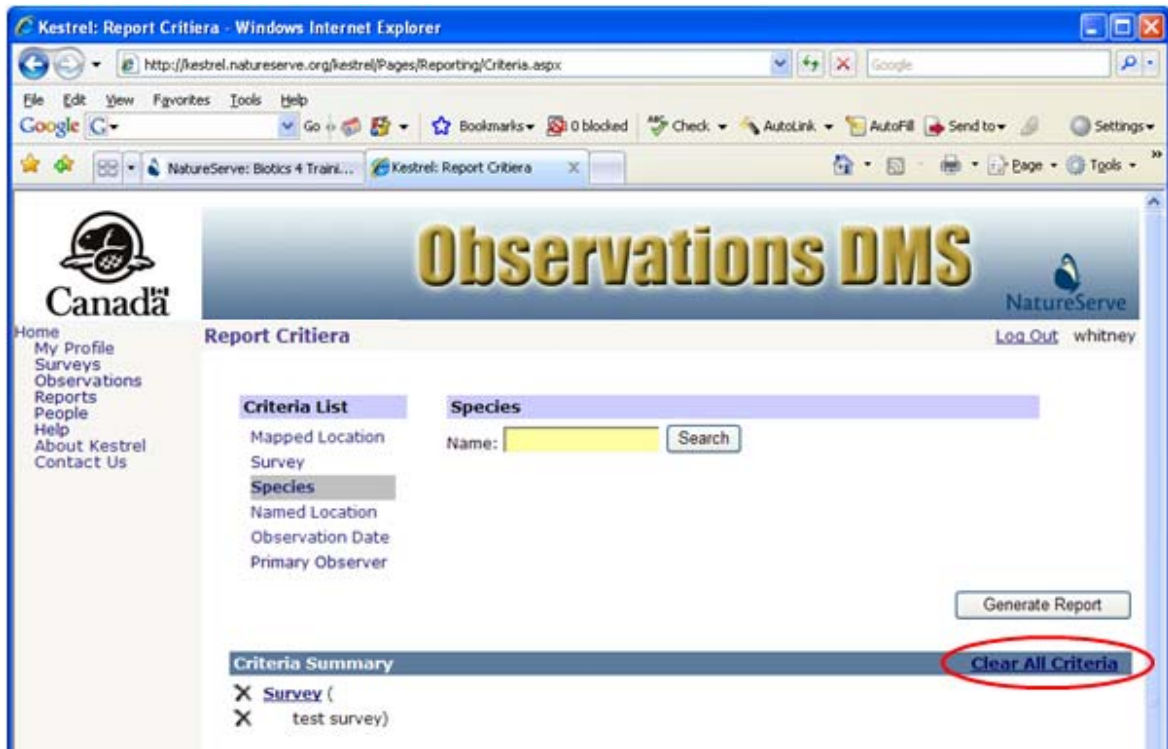 Kestrel: Report Critiera - Windows Internet Explorer
http://kestrel.natureserve.org/kestrel/Pages/Reporting/Criteria.aspx
Google
File Edit View Favorites Tools Help
Google G Go Bookmarks 0 blocked Check AutoLink AutoFill Send to Settings
NatureServe: Biotics 4 Traini... Kestrel: Report Critiera X Page Tools »
Observations DMS
Canada
NatureServe
Home
My Profile
Surveys
Observations
Reports
People
Help
About Kestrel
Contact Us
Report Critiera
Log Out whitney
Criteria List
Mapped Location
Survey
Species
Named Location
Observation Date
Primary Observer
Species
Name: Search
Generate Report
Criteria Summary Clear All Criteria
Survey (
test survey)